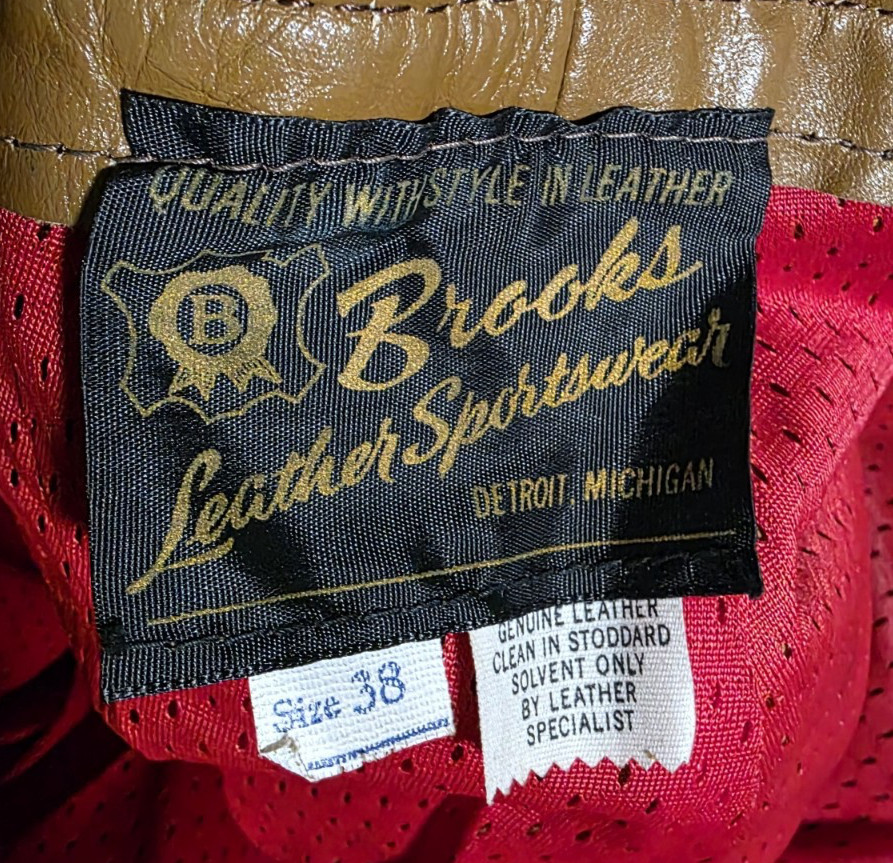 QUALITY WITH STYLE IN LEATHER
B
Brooks
Leather Sportswear
DETROIT, MICHIGAN
Size 38
GENUINE LEATHER
CLEAN IN STODDARD
SOLVENT ONLY
BY LEATHER
SPECIALIST